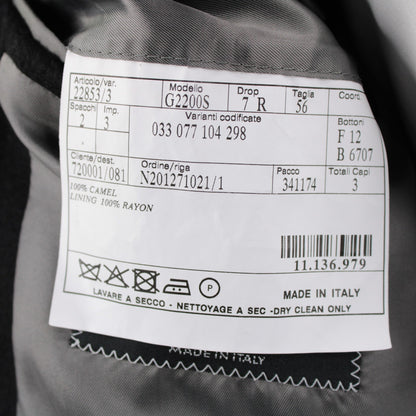 Articolo/var. Modello Drop Taglia Coord.
22853/3 G2200S 7 R 56
Spacchi Imp. Varianti codificate Bottoni
2 3 033 077 104 298 F 12
B 6707
Cliente/dest. Ordine/riga Pacco Totali Capi
720001/081 N201271021/1 341174 3
100% CAMEL
LINING 100% RAYON
11.136.979
P
MADE IN ITALY
LAVARE A SECCO - NETTOYAGE A SEC - DRY CLEAN ONLY
MADE IN ITALY